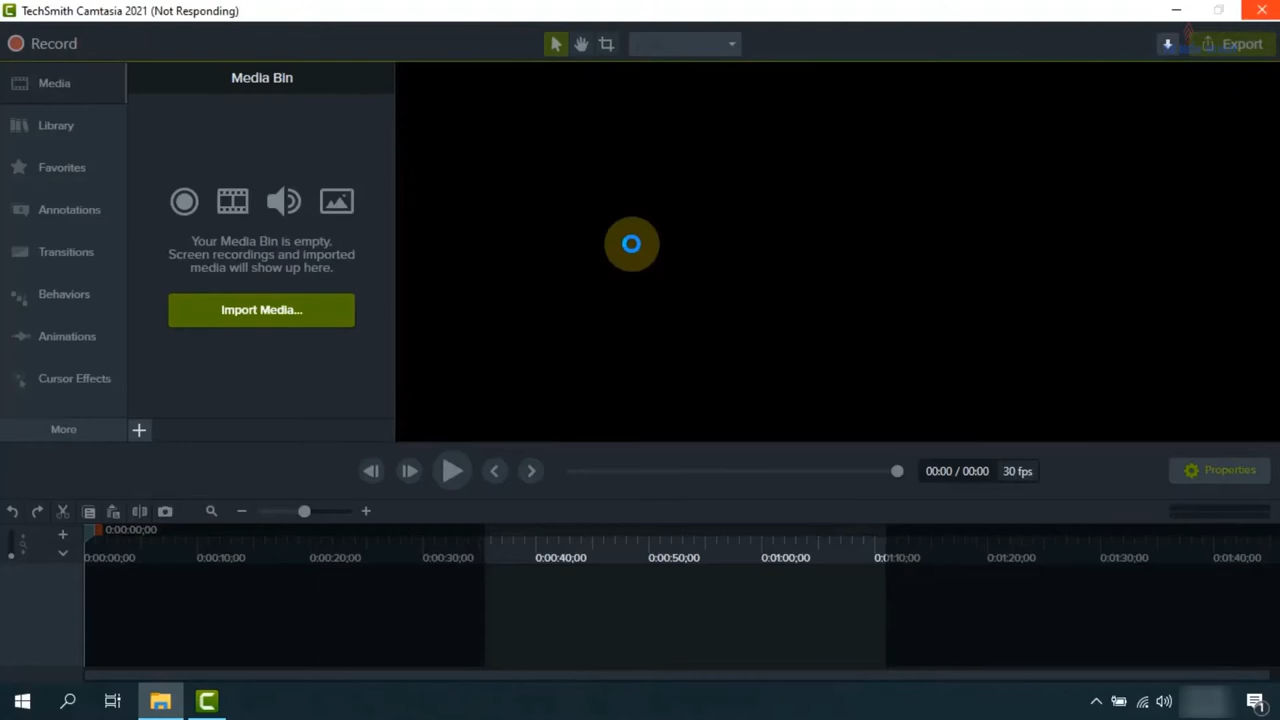 TechSmith Camtasia 2021 (Not Responding)
Record
Export
Media
Media Bin
Library
Favorites
Annotations
Transitions
Behaviors
Animations
Cursor Effects
Your Media Bin is empty.
Screen recordings and imported
media will show up here.
Import Media...
More
00:00 / 00:00
30 fps
Properties
0:00:00;00
0:00:00;00
0:00:10;00
0:00:20;00
0:00:30;00
0:00:40;00
0:00:50;00
0:01:00;00
0:01:10;00
0:01:20;00
0:01:30;00
0:01:40;00
1